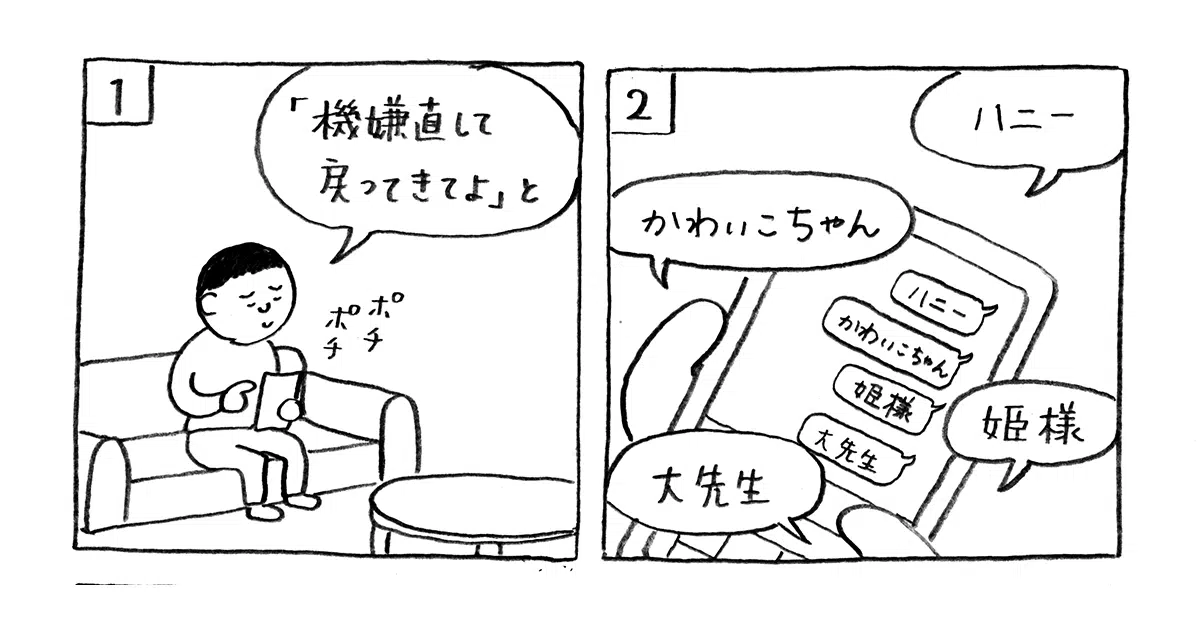 1
「機嫌直して
戻ってきてよ」と
ポチ
ポチ
2
ハニー
かわいこちゃん
ハニー
かわいこちゃん
姫様
大先生
姫様
大先生